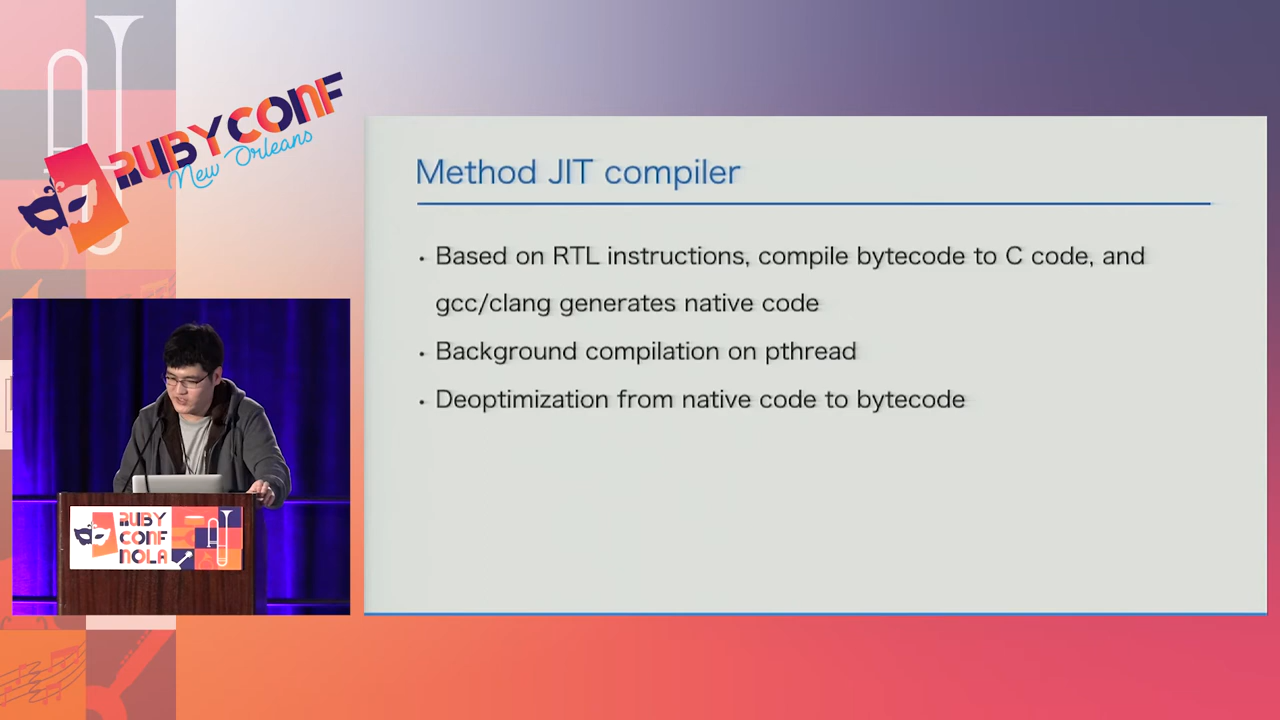 RUBYCONF
New Orleans
Method JIT compiler
• Based on RTL instructions, compile bytecode to C code, and
gcc/clang generates native code
• Background compilation on pthread
• Deoptimization from native code to bytecode
RUBY
CONF
NOLA